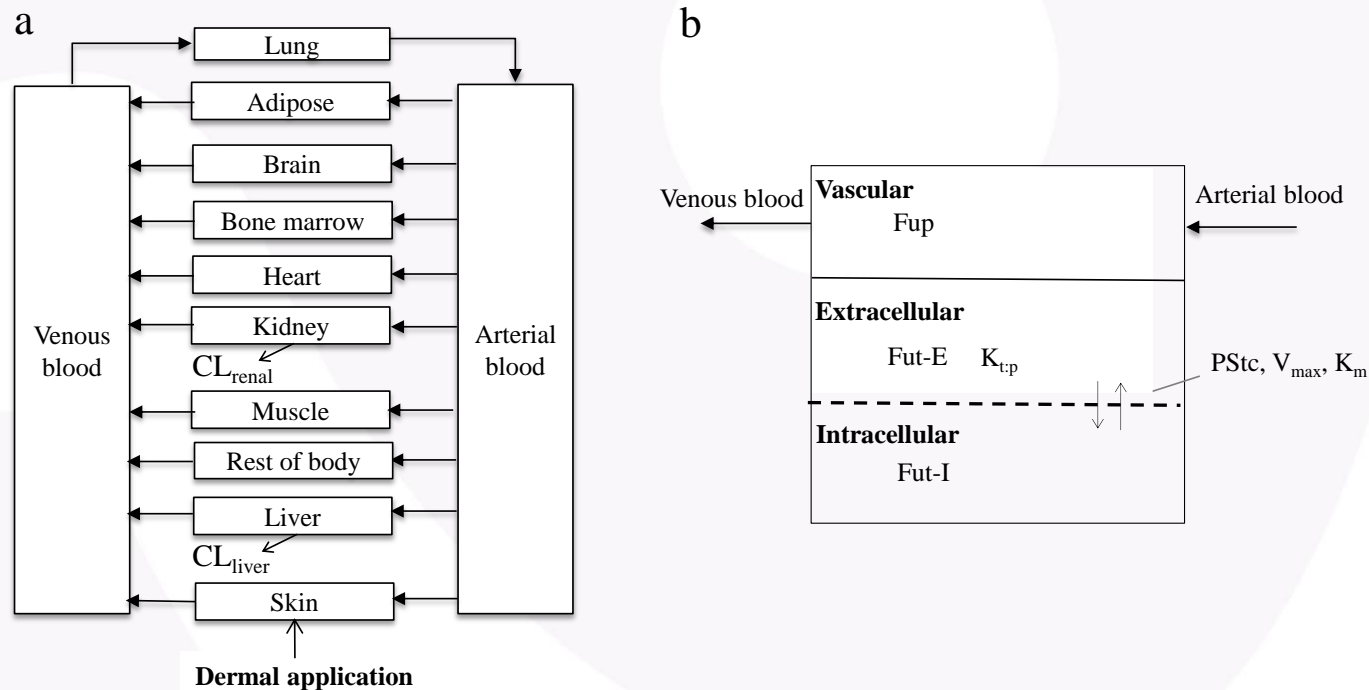 a
Lung
Adipose
Brain
Bone marrow
Heart
Kidney
CLrenal
Muscle
Rest of body
Liver
CLliver
Skin
Dermal application
Venous
blood
Arterial
blood
b
Venous blood
Arterial blood
Vascular
Fup
Extracellular
Fut-E Kt:p
PStc, Vmax, Km
Intracellular
Fut-I